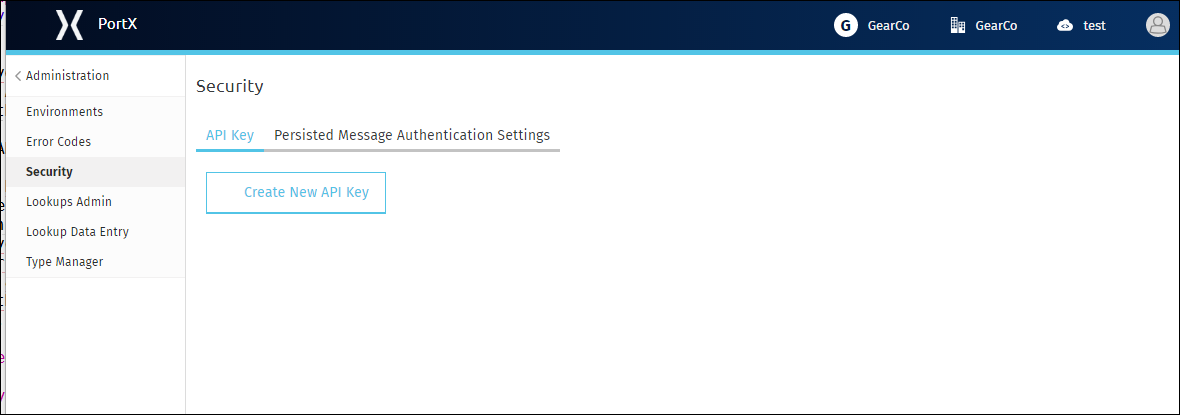 PortX
G GearCo
GearCo
test
Administration
Environments
Error Codes
Security
Lookups Admin
Lookup Data Entry
Type Manager
Security
API Key
Persisted Message Authentication Settings
Create New API Key